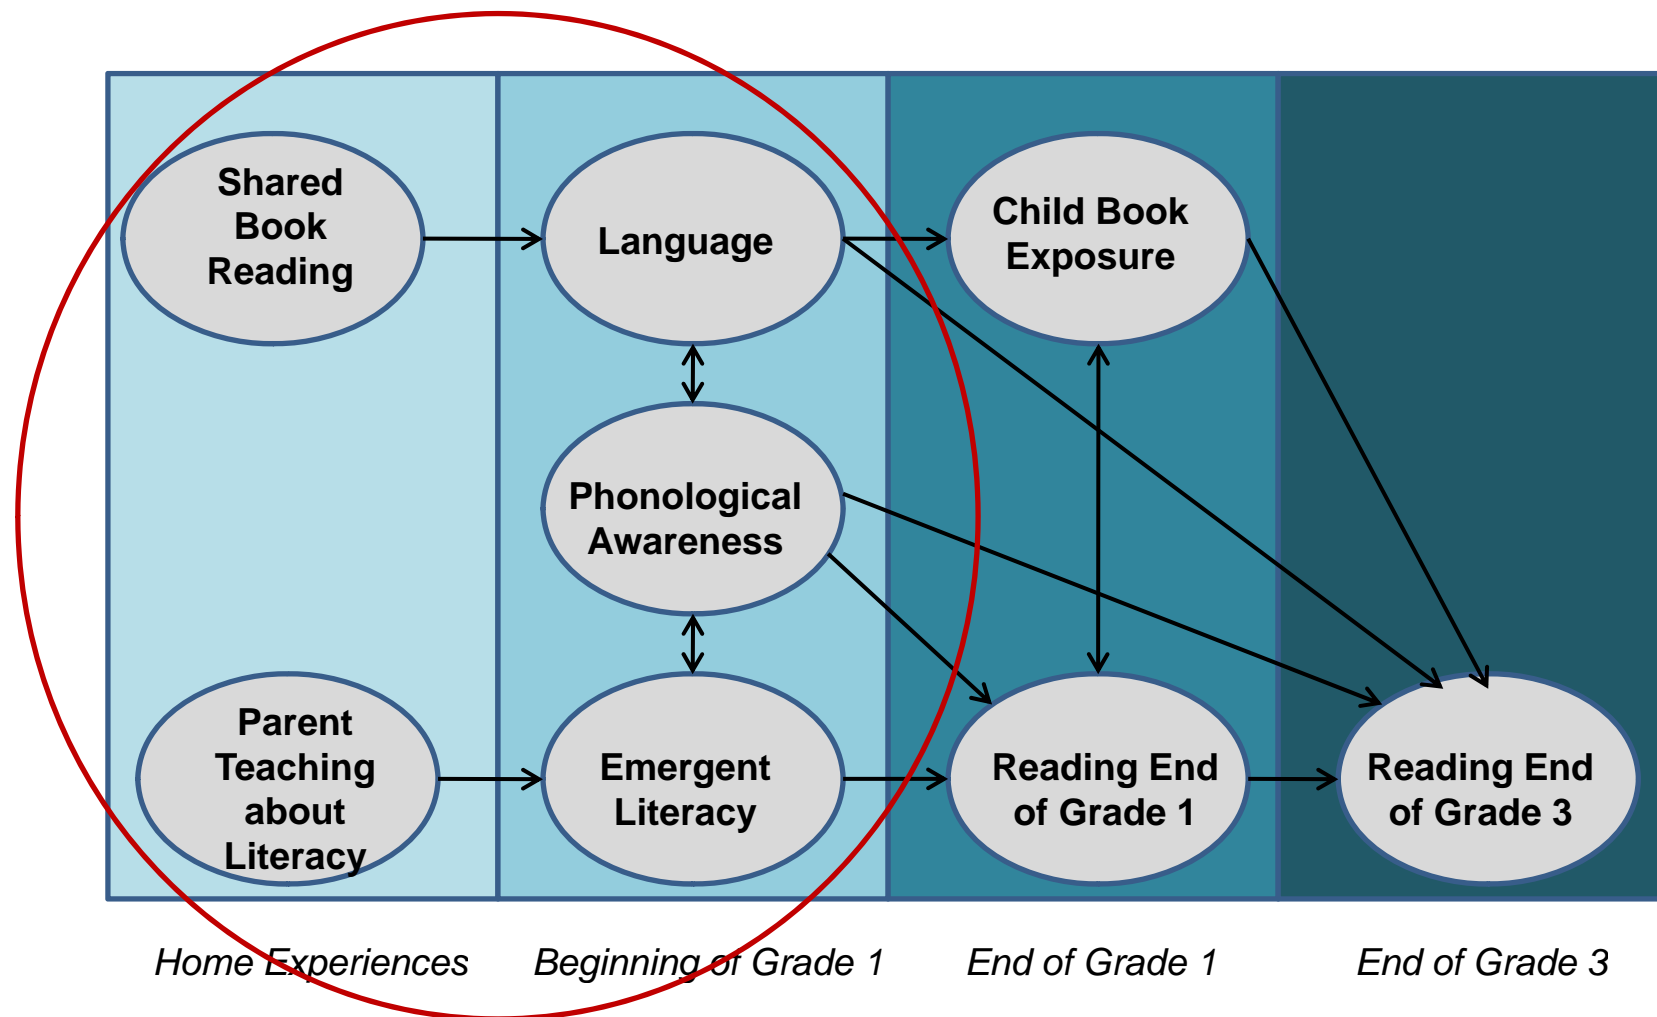 Shared
Book
Reading
Language
Child Book
Exposure
Phonological
Awareness
Parent
Teaching
about
Literacy
Emergent
Literacy
Reading End
of Grade 1
Reading End
of Grade 3
Home Experiences
Beginning of Grade 1
End of Grade 1
End of Grade 3